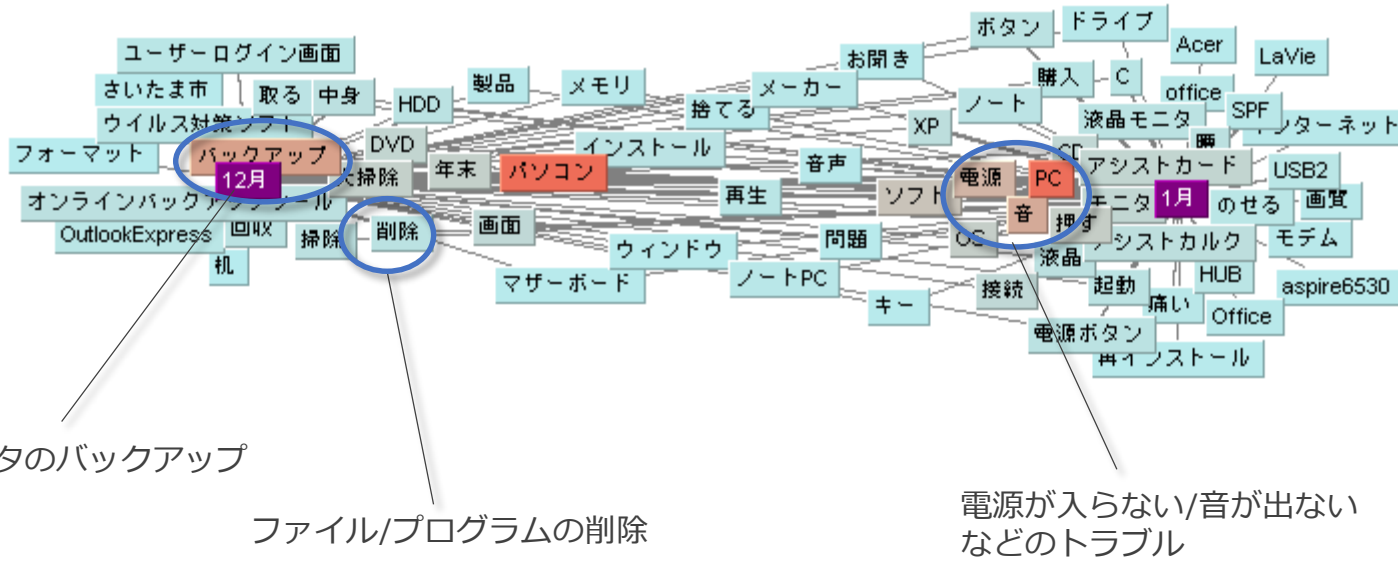 ボタン
ドライブ
ユーザーログイン画面
お聞き
Acer
LaVie
さいたま市
取る
中身
HDD
製品
メモリ
捨てる
メーカー
購入
C
office
ウイルス対策ソフト
ノート
液晶モニタ
SPF
フォーマット
バックアップ
DVD
インストール
XP
腰
ンターネット
12月
大掃除
年末
パソコン
音声
電源
PC
CD
アシストカード
USB2
オンラインバックアップツール
再生
ソフト
音
モニタ
1月
のせる
画質
OutlookExpress
回収
掃除
削除
画面
ウィンドウ
問題
OS
押す
アシストカルク
モデム
机
マザーボード
ノートPC
液晶
接続
起動
HUB
aspire6530
キー
痛い
Office
電源ボタン
再インストール
タのバックアップ
ファイル/プログラムの削除
電源が入らない/音が出ない
などのトラブル